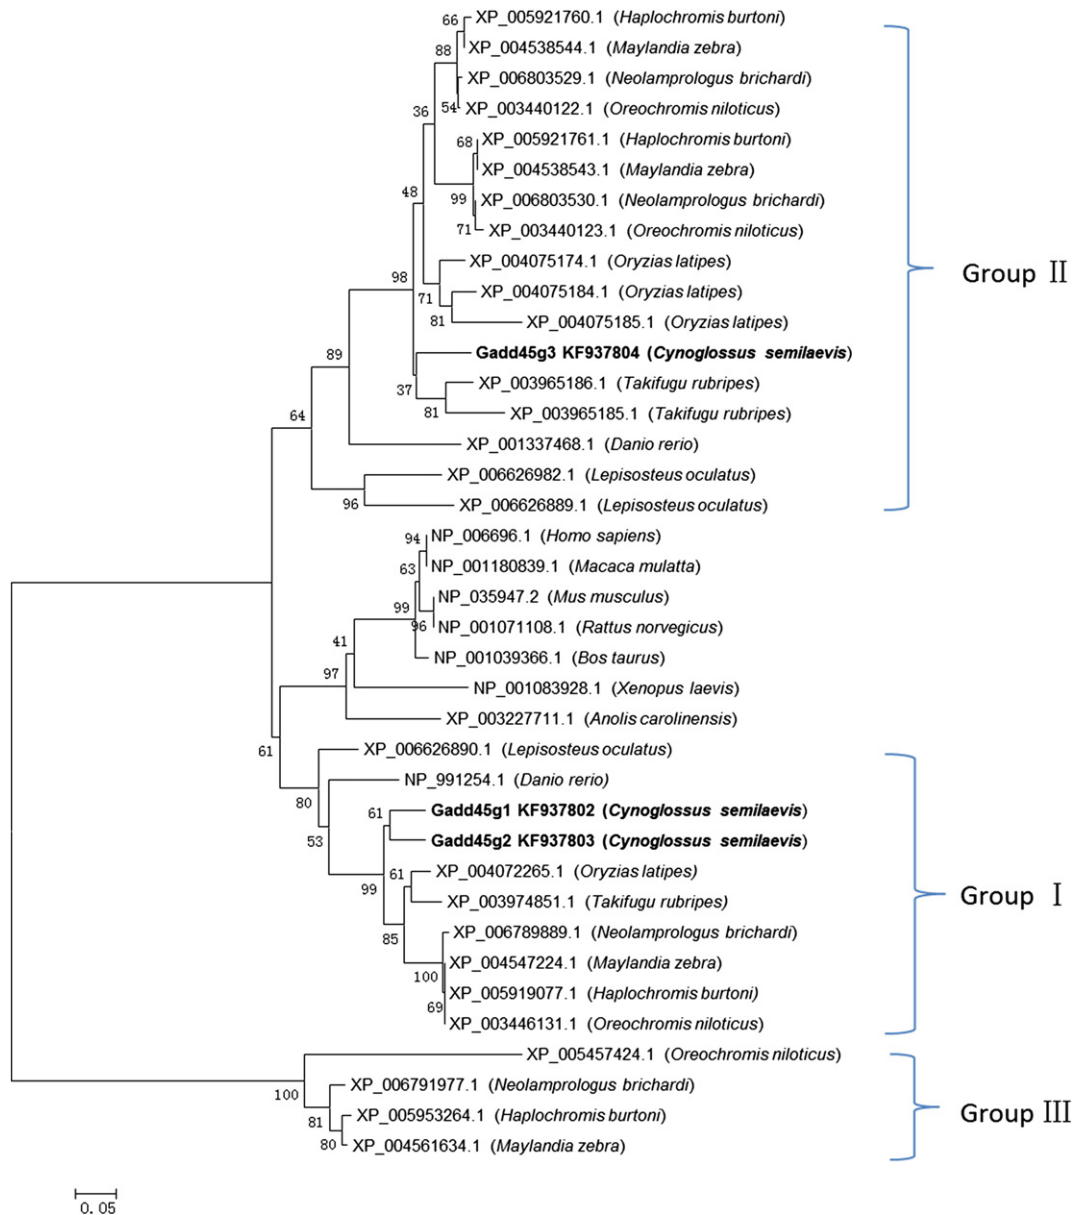 66 XP_005921760.1 (Haplochromis burtoni)
88 XP_004538544.1 (Maylandia zebra)
XP_006803529.1 (Neolamprologus brichardi)
36 54 XP_003440122.1 (Oreochromis niloticus)
68 XP_005921761.1 (Haplochromis burtoni)
XP_004538543.1 (Maylandia zebra)
48 99 XP_006803530.1 (Neolamprologus brichardi)
71 XP_003440123.1 (Oreochromis niloticus)
XP_004075174.1 (Oryzias latipes)
Group II
98 71 XP_004075184.1 (Oryzias latipes)
81 XP_004075185.1 (Oryzias latipes)
89 Gadd45g3 KF937804 (Cynoglossus semilaevis)
37 XP_003965186.1 (Takifugu rubripes)
64 81 XP_003965185.1 (Takifugu rubripes)
XP_001337468.1 (Danio rerio)
XP_006626982.1 (Lepisosteus oculatus)
96 XP_006626889.1 (Lepisosteus oculatus)
94 NP_006696.1 (Homo sapiens)
63 NP_001180839.1 (Macaca mulatta)
99 NP_035947.2 (Mus musculus)
96 NP_001071108.1 (Rattus norvegicus)
41 NP_001039366.1 (Bos taurus)
97 NP_001083928.1 (Xenopus laevis)
XP_003227711.1 (Anolis carolinensis)
61 XP_006626890.1 (Lepisosteus oculatus)
80 NP_991254.1 (Danio rerio)
61 Gadd45g1 KF937802 (Cynoglossus semilaevis)
53 Gadd45g2 KF937803 (Cynoglossus semilaevis)
99 61 XP_004072265.1 (Oryzias latipes)
Group I
XP_003974851.1 (Takifugu rubripes)
85 XP_006789889.1 (Neolamprologus brichardi)
100 XP_004547224.1 (Maylandia zebra)
69 XP_005919077.1 (Haplochromis burtoni)
XP_003446131.1 (Oreochromis niloticus)
XP_005457424.1 (Oreochromis niloticus)
100 XP_006791977.1 (Neolamprologus brichardi)
81 XP_005953264.1 (Haplochromis burtoni)
Group III
80 XP_004561634.1 (Maylandia zebra)
0.05